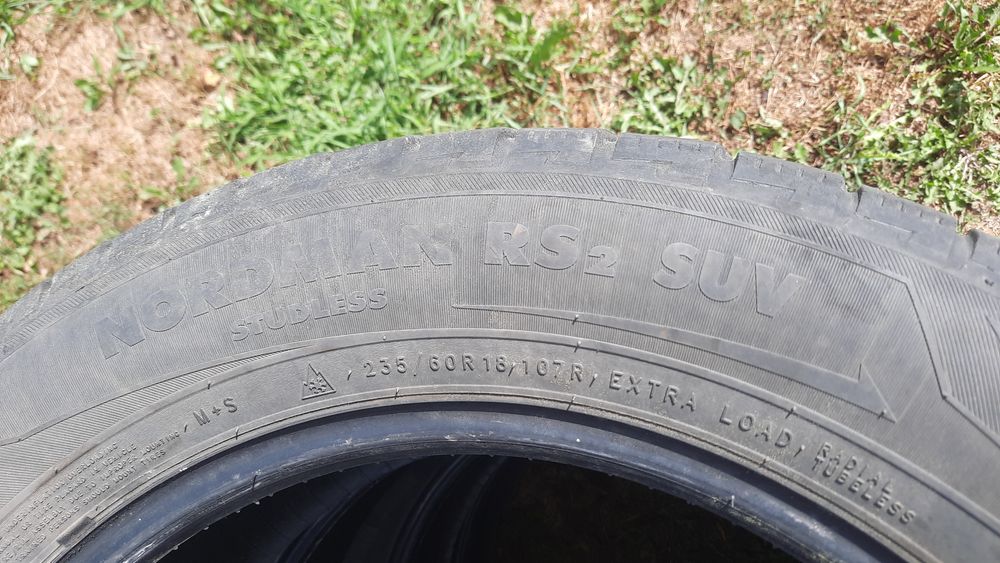 NORDMAN RS2 SUV
STUDLESS
M+S 235/60R18 107R, EXTRA LOAD, RADIAL
TUBELESS